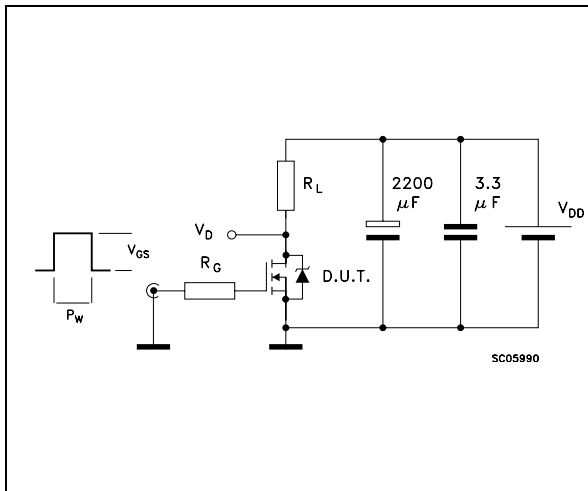 R_L
2200
μF
3.3
μF
V_DD
V_D
V_GS
R_G
D.U.T.
P_W
SC05990